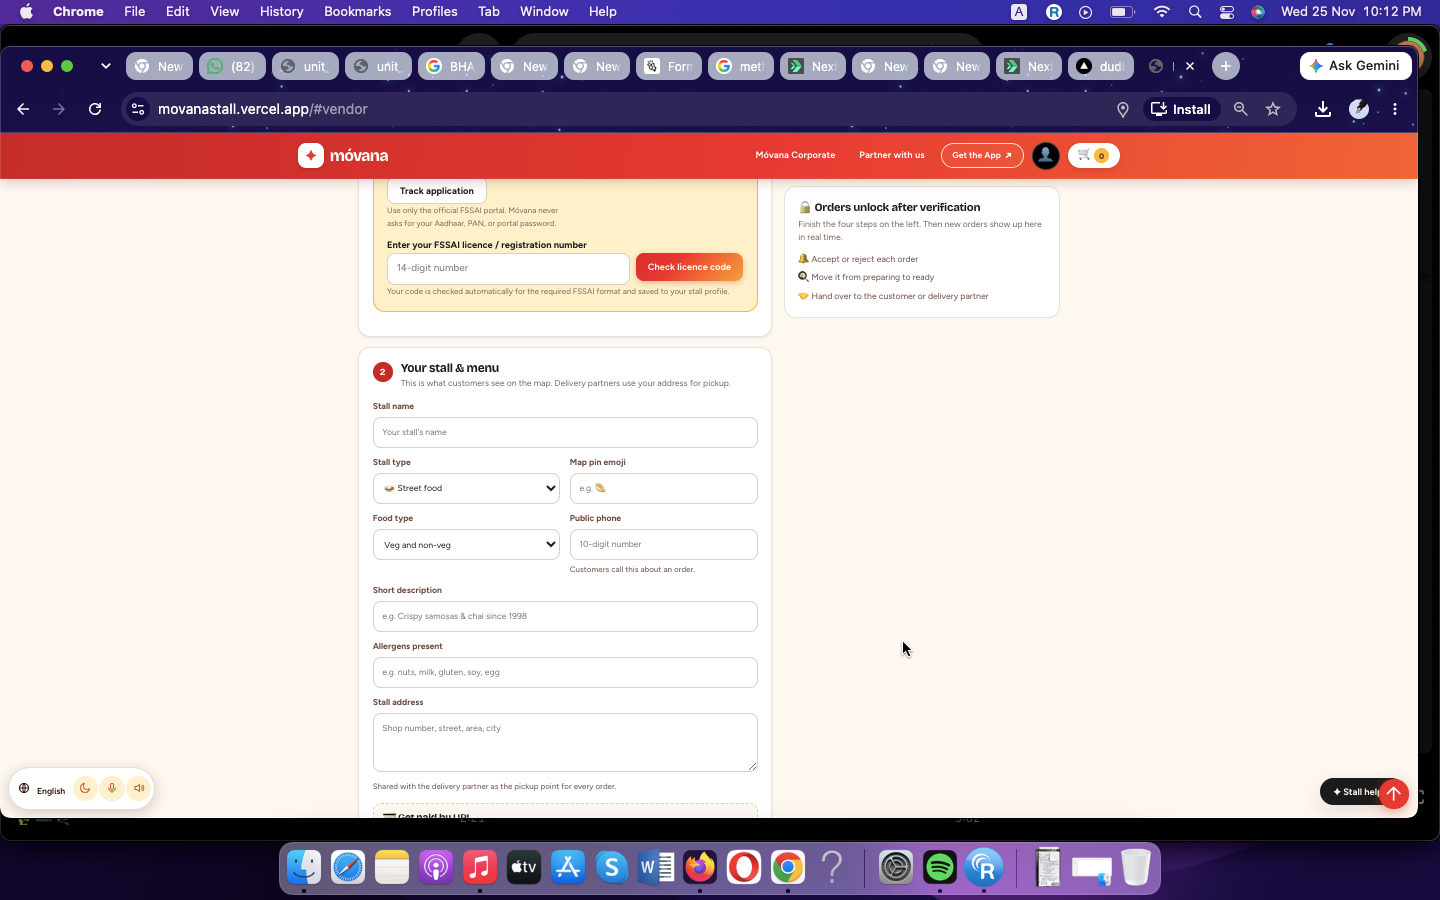 Chrome File Edit View History Bookmarks Profiles Tab Window Help
A R Wed 25 Nov 10:12 PM
New (82) unit_ unit_ BHA New New Forn met Next New New Next dud
Ask Gemini
movanastall.vercel.app/#vendor
Install
móvana
Móvana Corporate Partner with us Get the App ↗ 0
Track application
Use only the official FSSAI portal. Móvana never
asks for your Aadhaar, PAN, or portal password.
Enter your FSSAI licence / registration number
14-digit number
Check licence code
Your code is checked automatically for the required FSSAI format and saved to your stall profile.
Orders unlock after verification
Finish the four steps on the left. Then new orders show up here
in real time.
Accept or reject each order
Move it from preparing to ready
Hand over to the customer or delivery partner
2 Your stall & menu
This is what customers see on the map. Delivery partners use your address for pickup.
Stall name
Your stall's name
Stall type Map pin emoji
Street food e.g.
Food type Public phone
Veg and non-veg 10-digit number
Customers call this about an order.
Short description
e.g. Crispy samosas & chai since 1998
Allergens present
e.g. nuts, milk, gluten, soy, egg
Stall address
Shop number, street, area, city
Shared with the delivery partner as the pickup point for every order.
Get paid by UPI
English
Stall help
tv